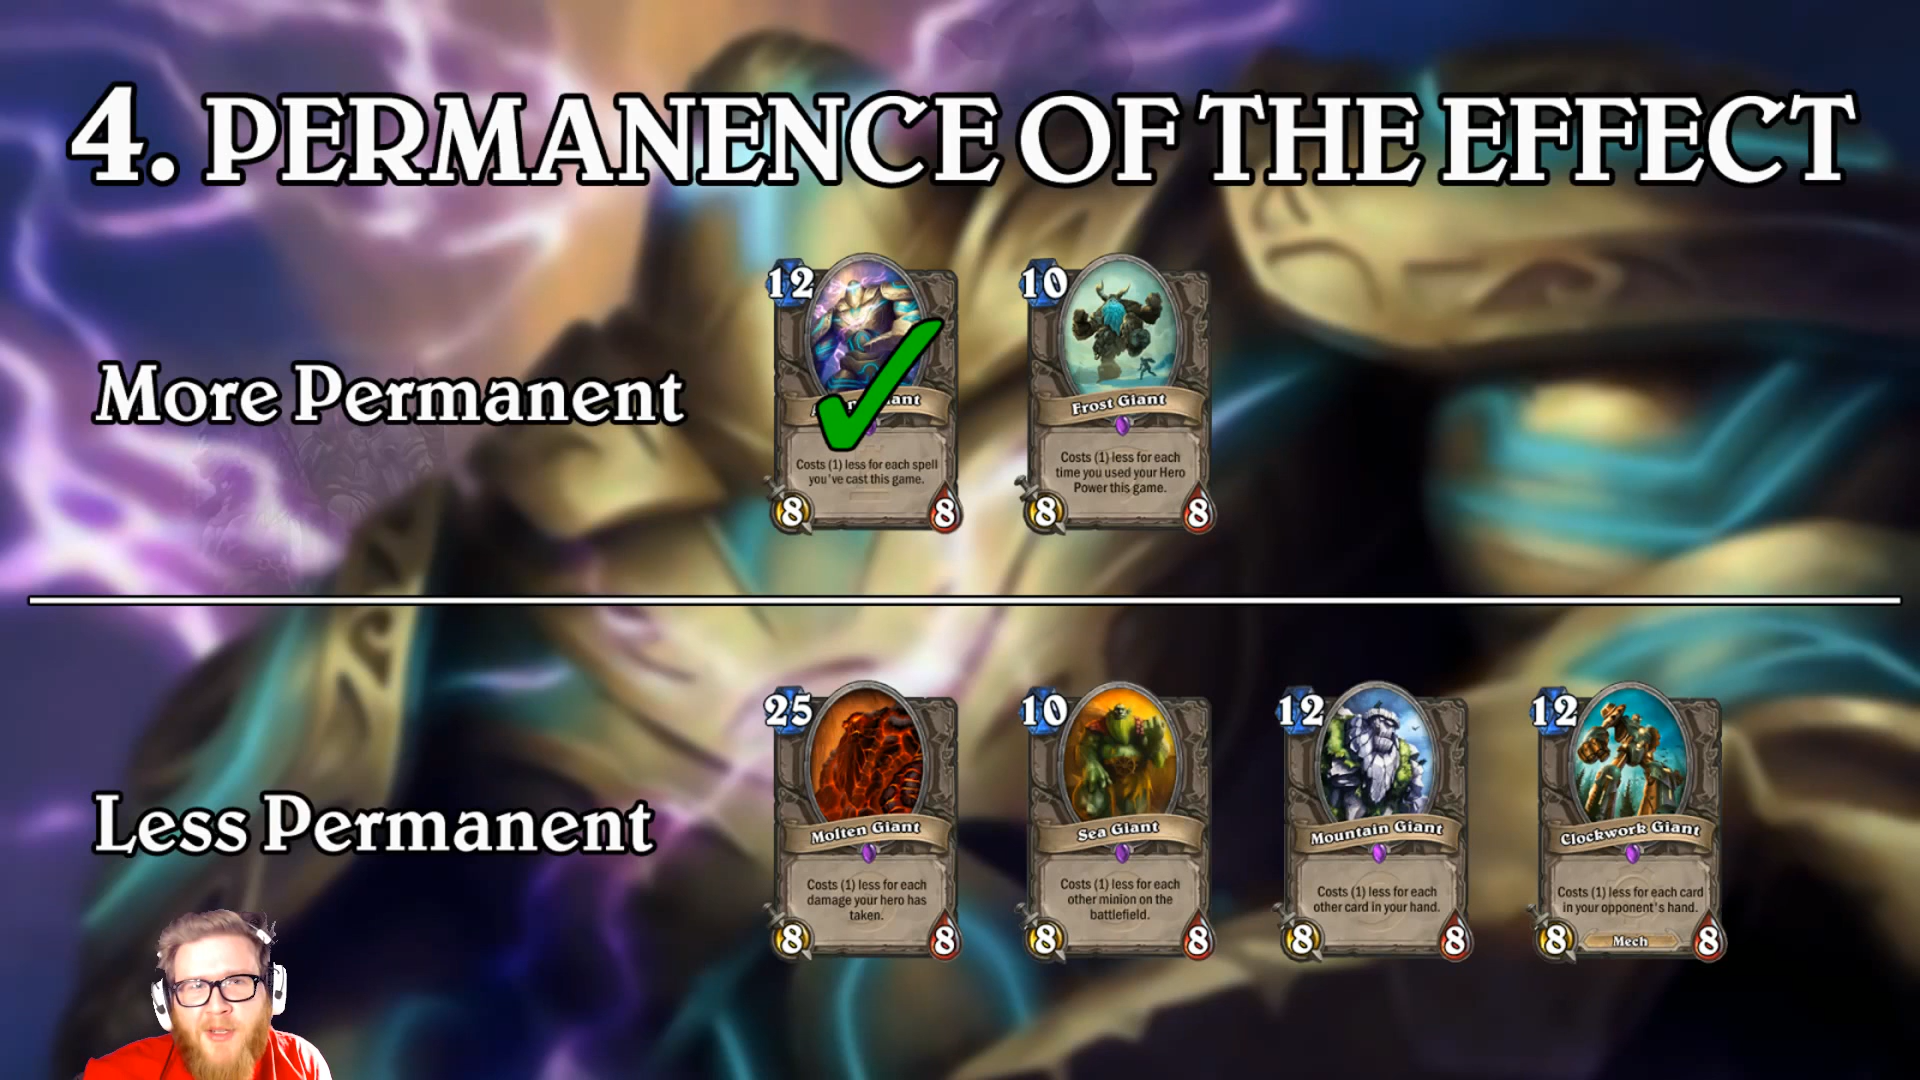 4. PERMANENCE OF THE EFFECT
More Permanent
12
Costs (1) less for each spell
you've cast this game.
8
8
10
Frost Giant
Costs (1) less for each
time you used your Hero
Power this game.
8
8
Less Permanent
25
Molten Giant
Costs (1) less for each
damage your hero has
taken.
8
8
10
Sea Giant
Costs (1) less for each
other minion on the
battlefield.
8
8
12
Mountain Giant
Costs (1) less for each
other card in your hand.
8
8
12
Clockwork Giant
Costs (1) less for each card
in your opponent's hand.
Mech
8
8